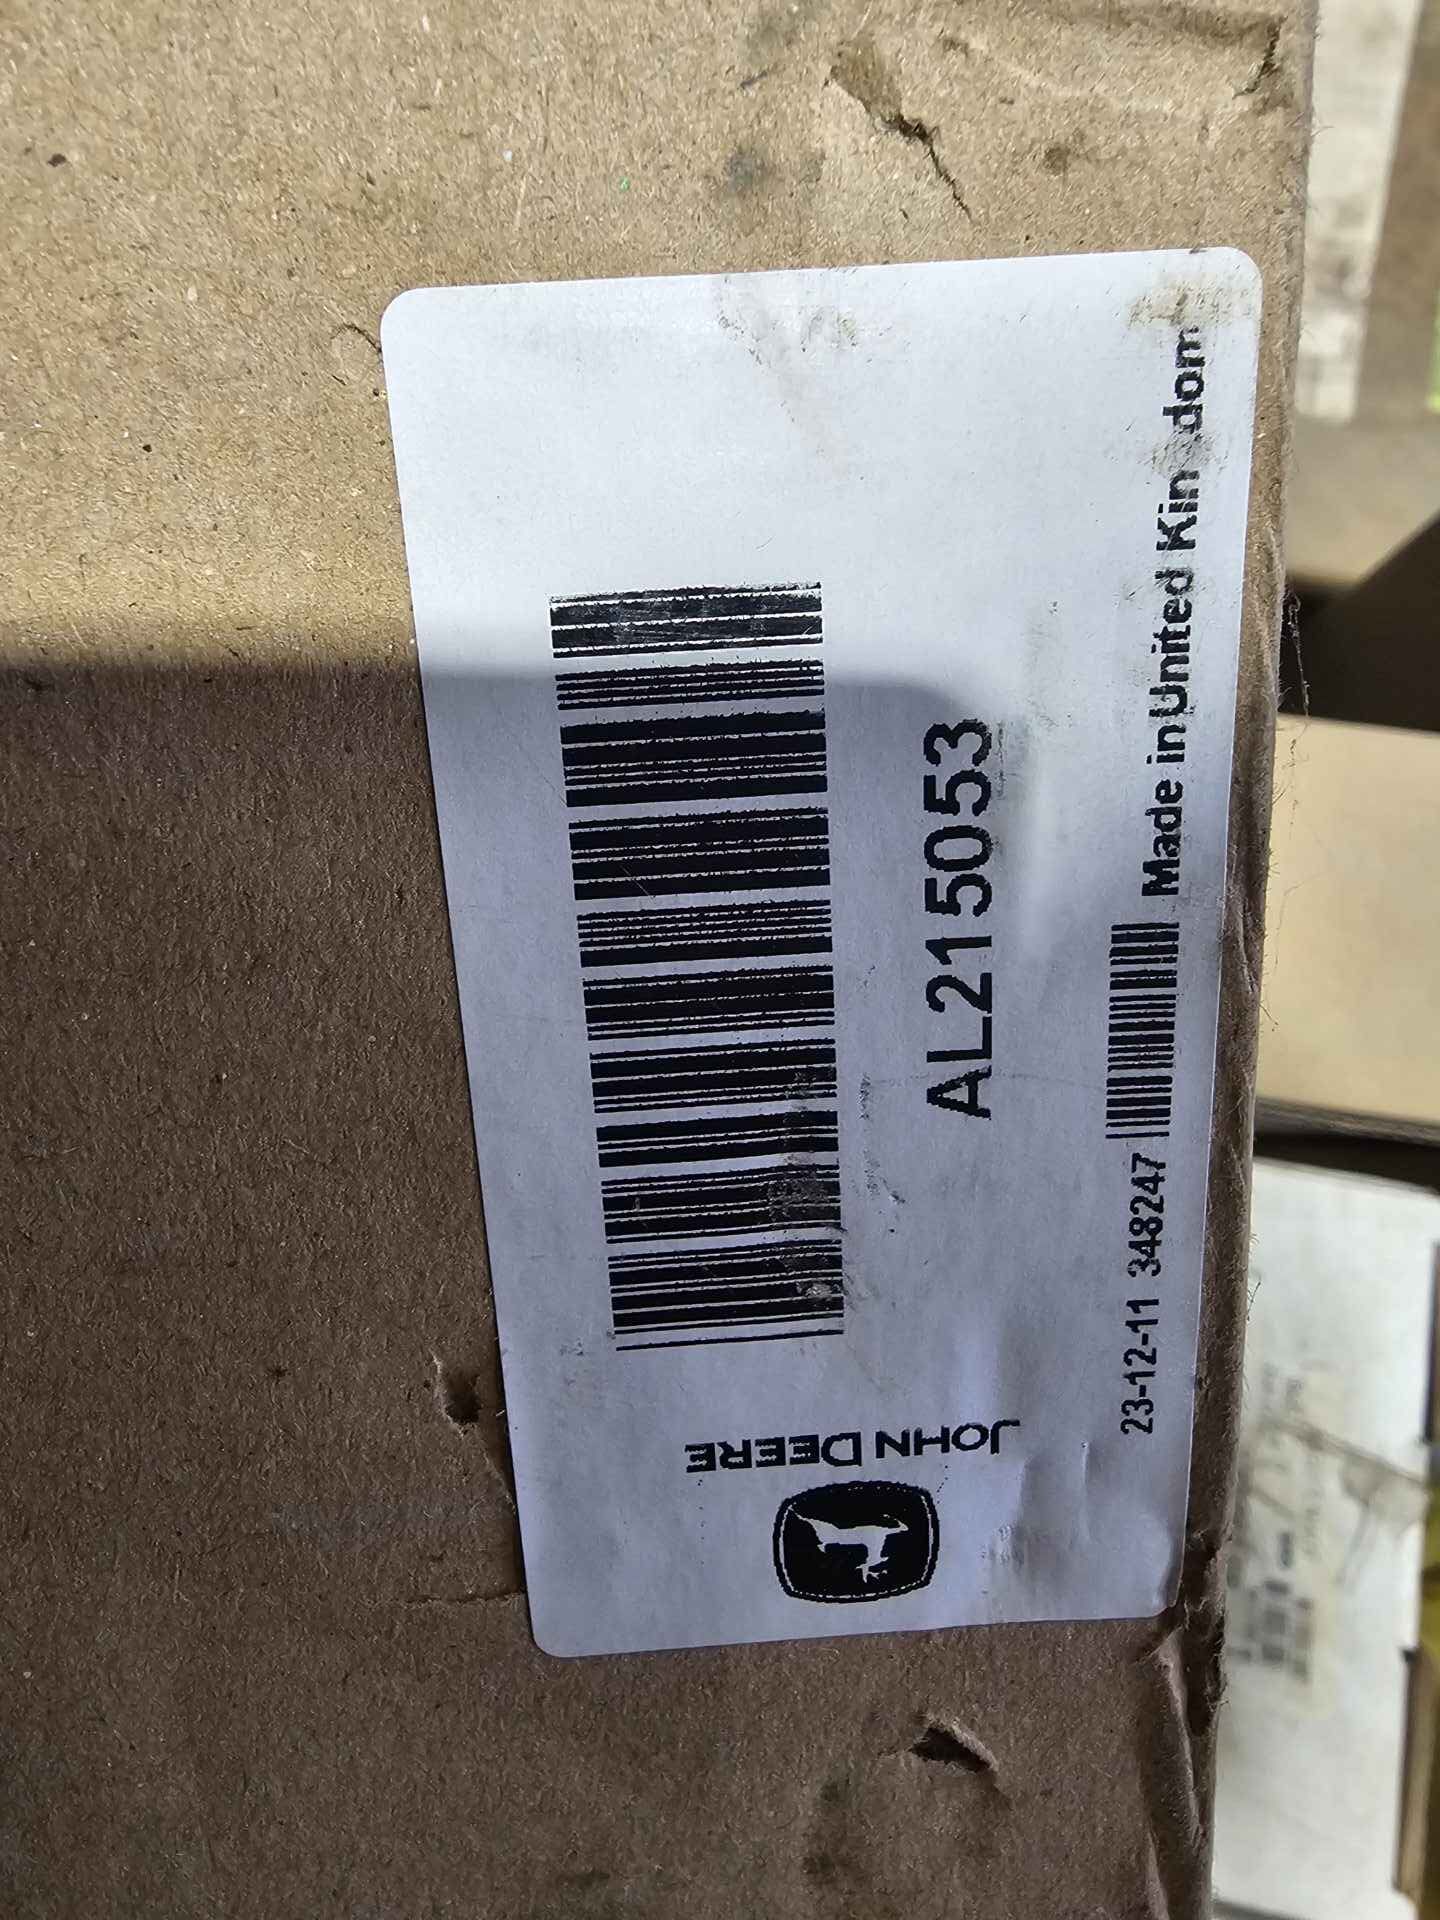 JOHN DEERE
AL215053
23-12-11 348247 Made in United Kin dom